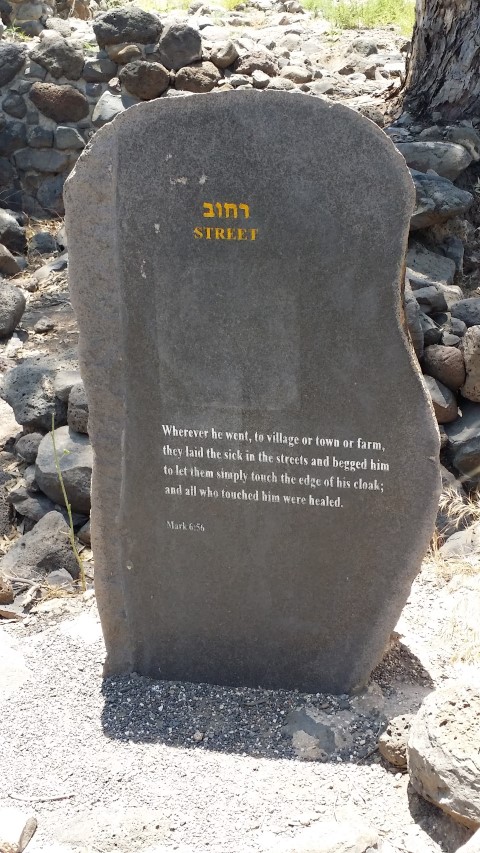 רחוב
STREET
Wherever he went, to village or town or farm,
they laid the sick in the streets and begged him
to let them simply touch the edge of his cloak;
and all who touched him were healed.
Mark 6:56